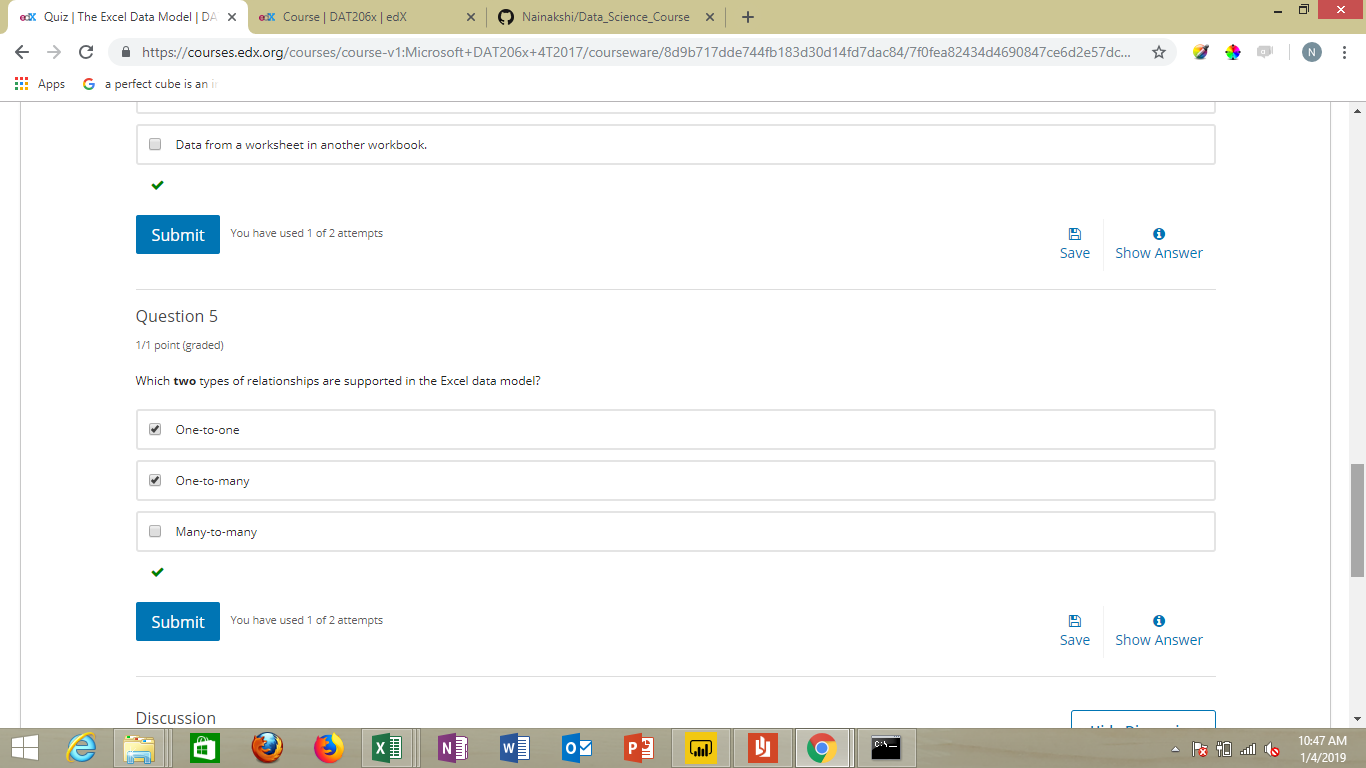 edX Quiz | The Excel Data Model | DA
edX Course | DAT206x | edX
Nainakshi/Data_Science_Course
https://courses.edx.org/courses/course-v1:Microsoft+DAT206x+4T2017/courseware/8d9b717dde744fb183d30d14fd7dac84/7f0fea82434d4690847ce6d2e57dc...
N
Apps
G a perfect cube is an i
Data from a worksheet in another workbook.
Submit
You have used 1 of 2 attempts
Save
Show Answer
Question 5
1/1 point (graded)
Which two types of relationships are supported in the Excel data model?
One-to-one
One-to-many
Many-to-many
Submit
You have used 1 of 2 attempts
Save
Show Answer
Discussion
10:47 AM
1/4/2019